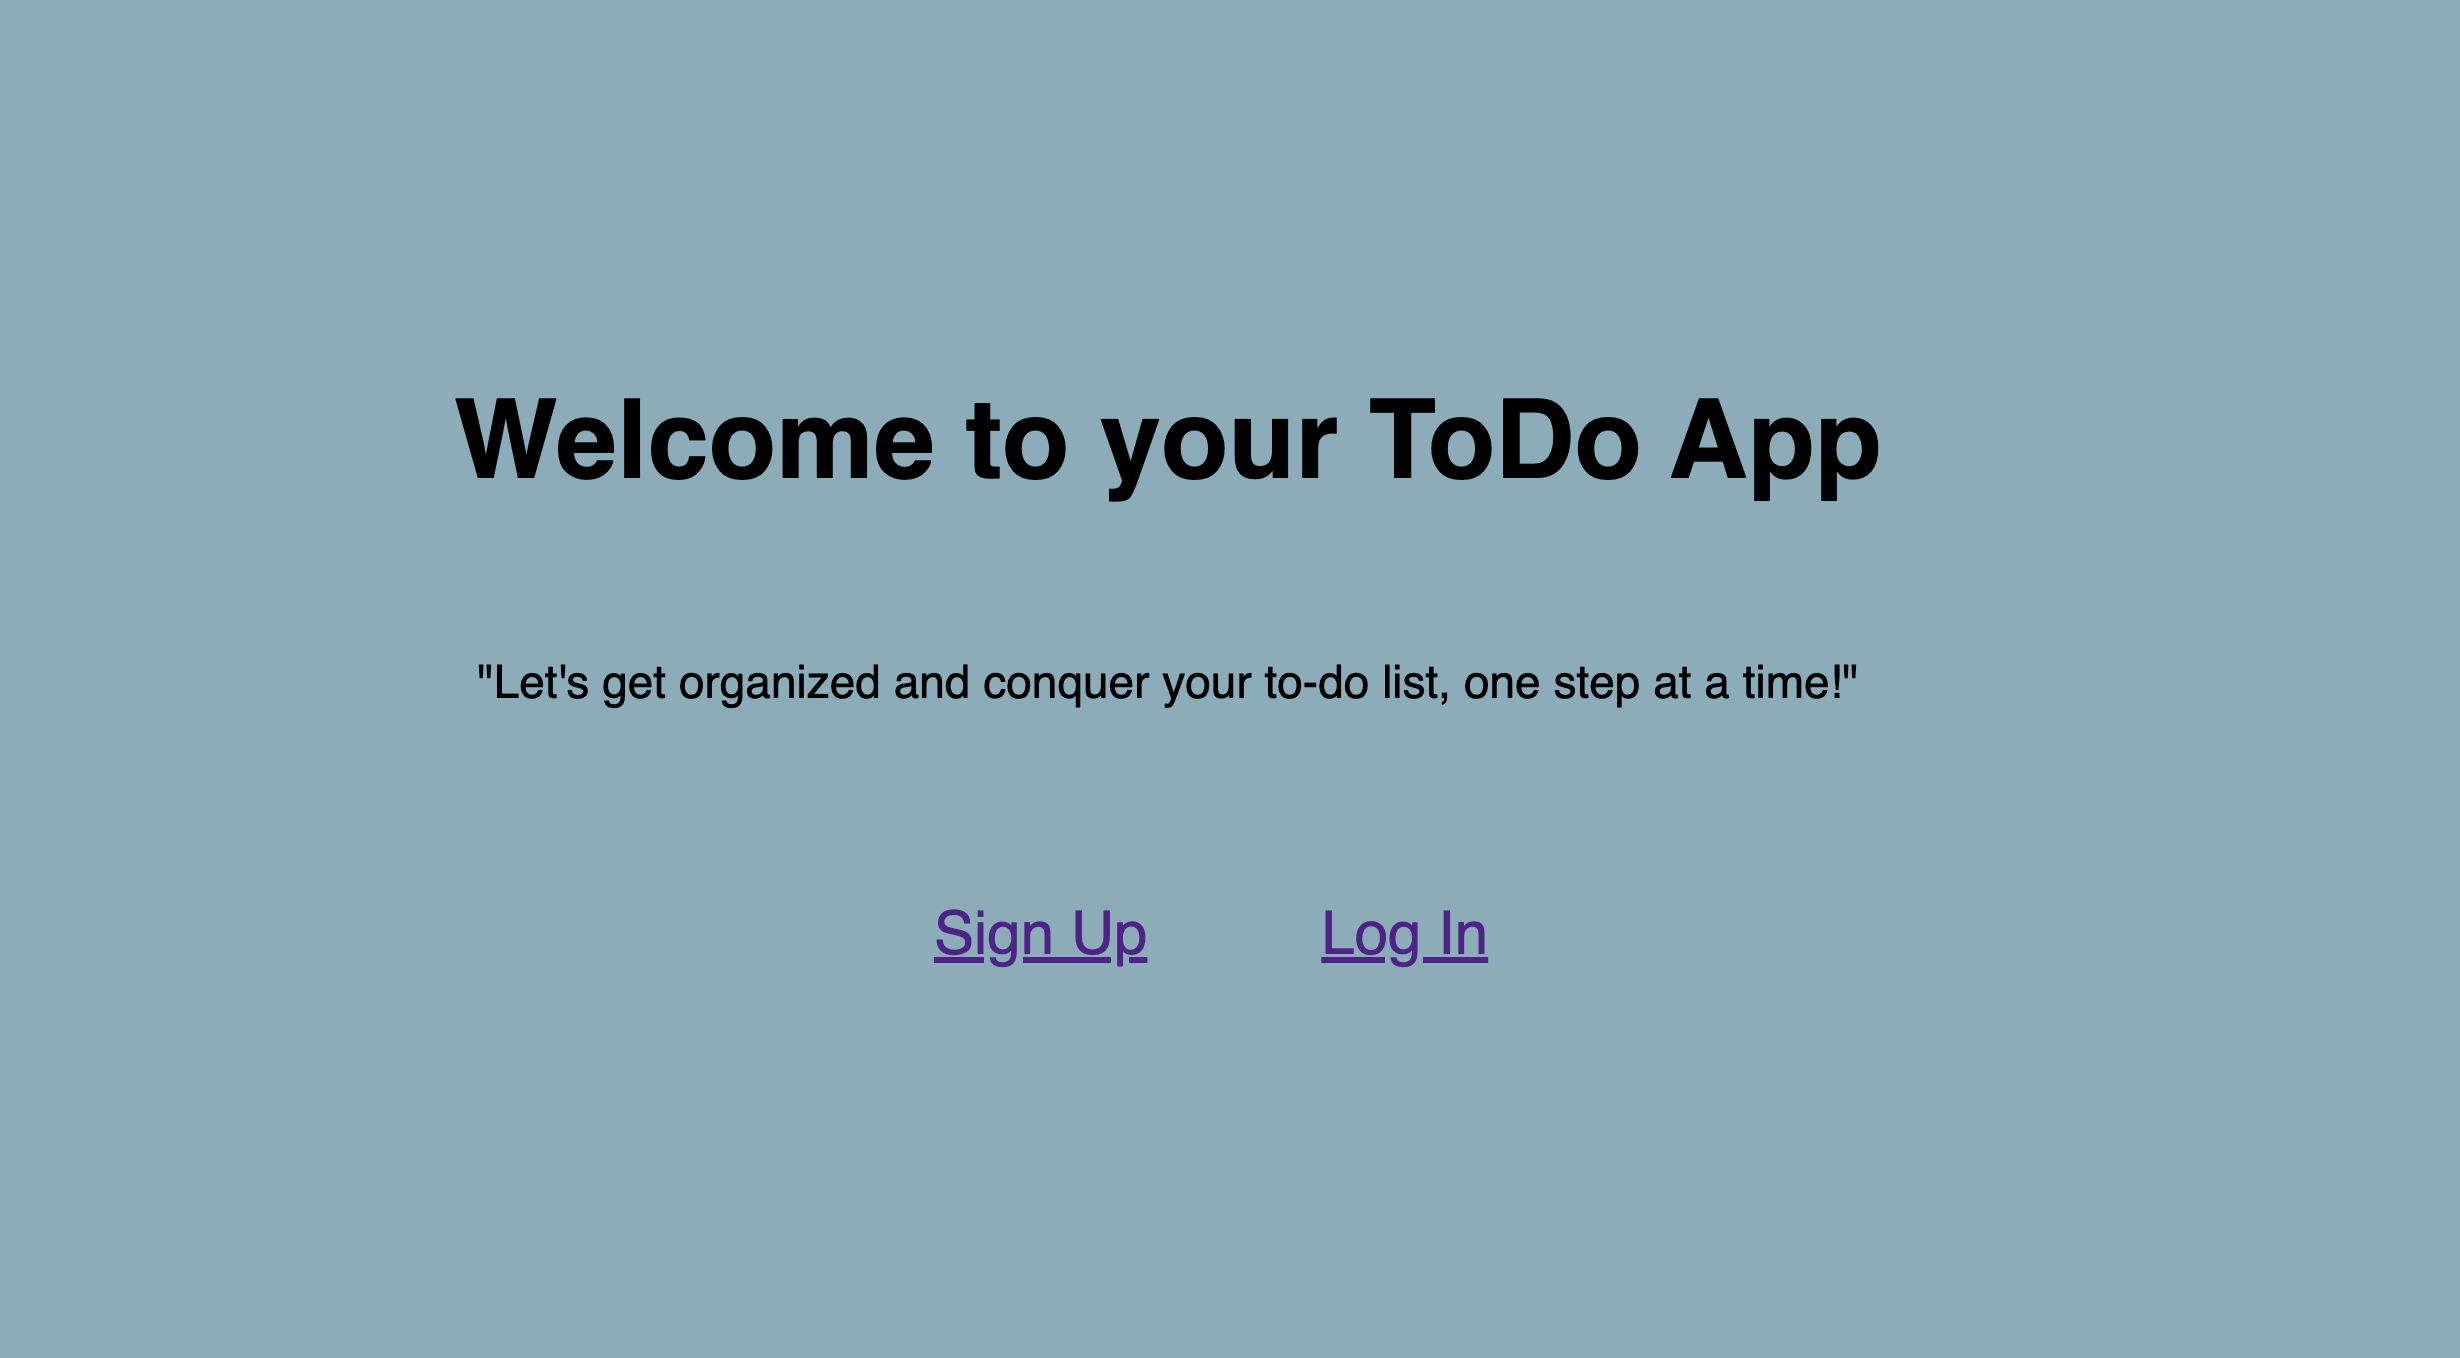 Welcome to your ToDo App
"Let's get organized and conquer your to-do list, one step at a time!"
Sign Up Log In